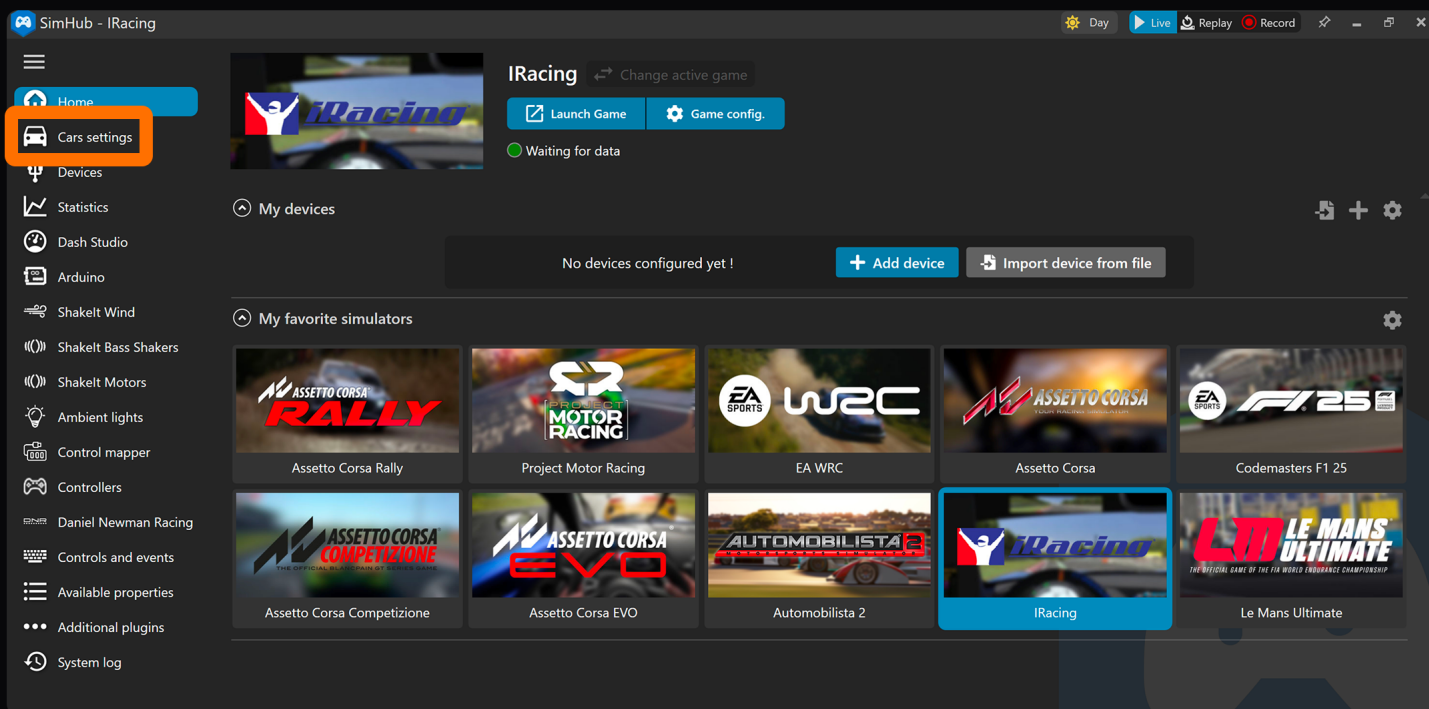 SimHub - IRacing
Day
Live
Replay
Record
Home
Cars settings
Devices
Statistics
Dash Studio
Arduino
ShakeIt Wind
ShakeIt Bass Shakers
ShakeIt Motors
Ambient lights
Control mapper
Controllers
DNR
Daniel Newman Racing
Controls and events
Available properties
Additional plugins
System log
iRacing
IRacing
Change active game
Launch Game
Game config.
Waiting for data
My devices
No devices configured yet !
Add device
Import device from file
My favorite simulators
ASSETTO CORSA
RALLY
Assetto Corsa Rally
PROJECT
MOTOR
RACING
Project Motor Racing
EA
SPORTS
WRC
EA WRC
ASSETTO CORSA
YOUR RACING SIMULATOR
Assetto Corsa
EA
SPORTS
F1 25
Codemasters F1 25
ASSETTO CORSA
COMPETIZIONE
THE OFFICIAL BLANCPAIN GT SERIES GAME
Assetto Corsa Competizione
ASSETTO CORSA
EVO
Assetto Corsa EVO
AUTOMOBILISTA 2
Automobilista 2
iRacing
IRacing
LM
LE MANS
ULTIMATE
THE OFFICIAL GAME OF THE FIA WORLD ENDURANCE CHAMPIONSHIP
Le Mans Ultimate